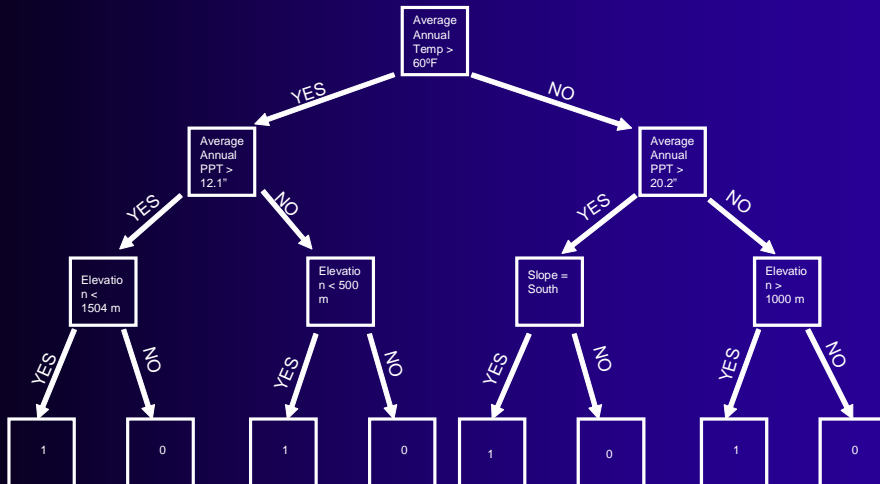 Average
Annual
Temp >
60ºF
YES
NO
Average
Annual
PPT >
12.1"
Average
Annual
PPT >
20.2"
YES
NO
YES
NO
Elevatio
n <
1504 m
Elevatio
n < 500
m
Slope =
South
Elevatio
n >
1000 m
YES
NO
YES
NO
YES
NO
YES
NO
1
0
1
0
1
0
1
0